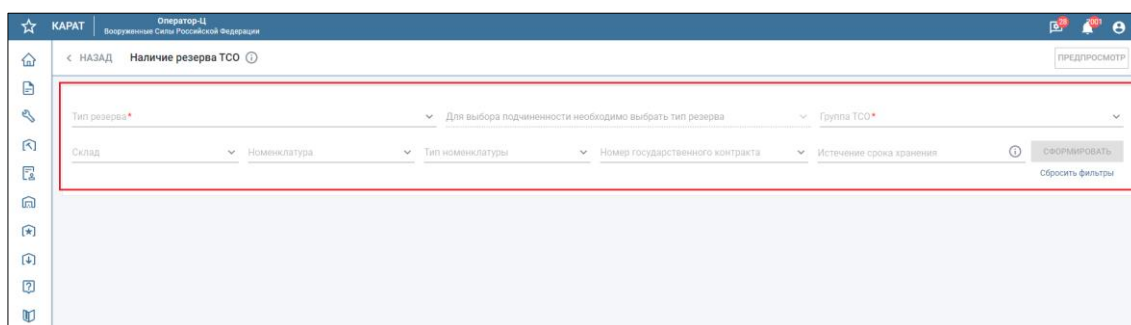 КАРАТ
Оператор-Ц
Вооруженные Силы Российской Федерации
28
2001
< НАЗАД Наличие резерва ТСО
ПРЕДПРОСМОТР
Тип резерва* Для выбора подчиненности необходимо выбрать тип резерва Группа ТСО*
Склад Номенклатура Тип номенклатуры Номер государственного контракта Истечение срока хранения СФОРМИРОВАТЬ
Сбросить фильтры